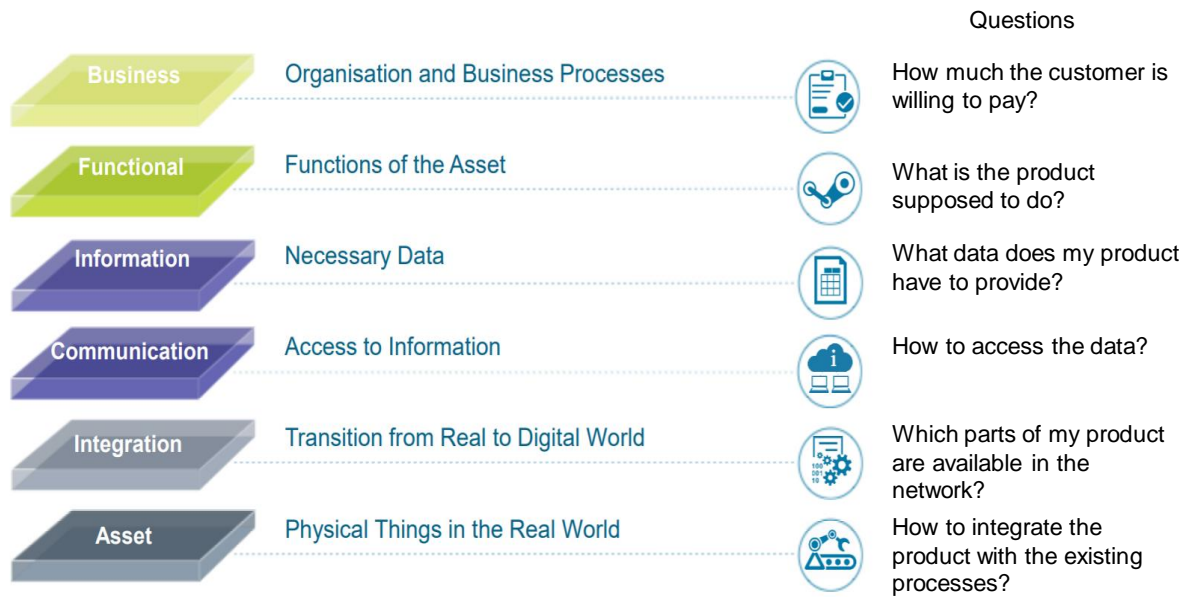 Questions
Business
Organisation and Business Processes
How much the customer is
willing to pay?
Functional
Functions of the Asset
What is the product
supposed to do?
Information
Necessary Data
What data does my product
have to provide?
Communication
Access to Information
i
How to access the data?
Integration
Transition from Real to Digital World
100
001
10
Which parts of my product
are available in the
network?
Asset
Physical Things in the Real World
How to integrate the
product with the existing
processes?